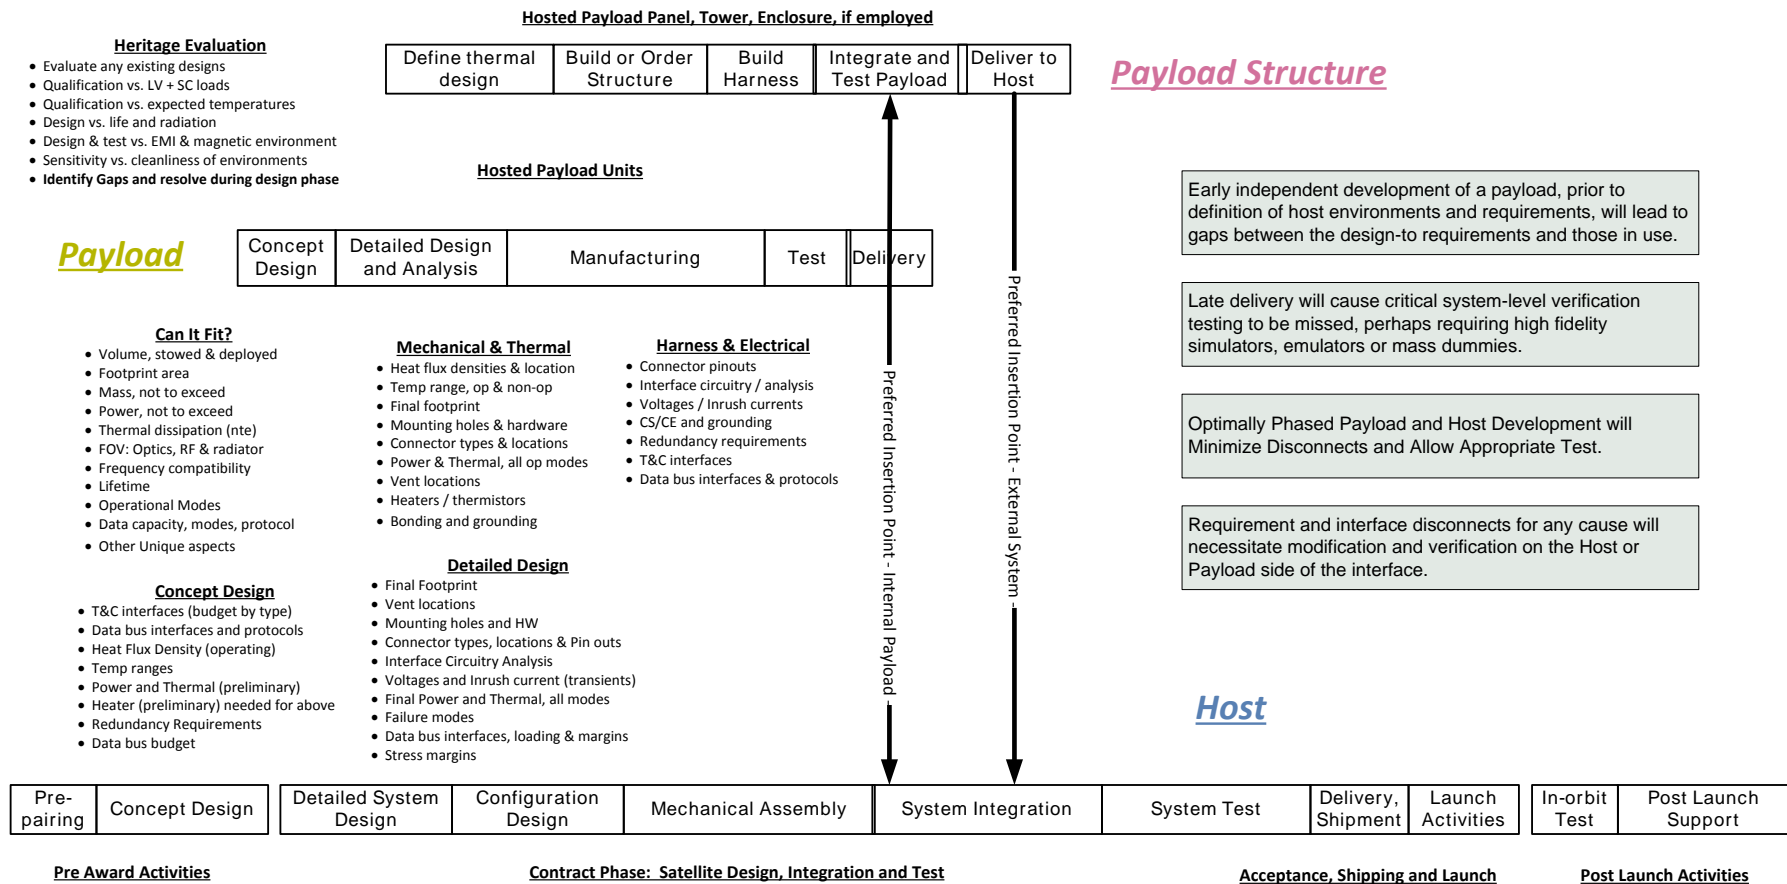 Hosted Payload Panel, Tower, Enclosure, if employed
Define thermal
design
Build or Order
Structure
Build
Harness
Integrate and
Test Payload
Deliver to
Host
Payload Structure
Heritage Evaluation
• Evaluate any existing designs
• Qualification vs. LV + SC loads
• Qualification vs. expected temperatures
• Design vs. life and radiation
• Design & test vs. EMI & magnetic environment
• Sensitivity vs. cleanliness of environments
• Identify Gaps and resolve during design phase
Hosted Payload Units
Payload
Concept
Design
Detailed Design
and Analysis
Manufacturing
Test
Delivery
Early independent development of a payload, prior to
definition of host environments and requirements, will lead to
gaps between the design-to requirements and those in use.
Late delivery will cause critical system-level verification
testing to be missed, perhaps requiring high fidelity
simulators, emulators or mass dummies.
Optimally Phased Payload and Host Development will
Minimize Disconnects and Allow Appropriate Test.
Requirement and interface disconnects for any cause will
necessitate modification and verification on the Host or
Payload side of the interface.
Can It Fit?
• Volume, stowed & deployed
• Footprint area
• Mass, not to exceed
• Power, not to exceed
• Thermal dissipation (nte)
• FOV: Optics, RF & radiator
• Frequency compatibility
• Lifetime
• Operational Modes
• Data capacity, modes, protocol
• Other Unique aspects
Mechanical & Thermal
• Heat flux densities & location
• Temp range, op & non-op
• Final footprint
• Mounting holes & hardware
• Connector types & locations
• Power & Thermal, all op modes
• Vent locations
• Heaters / thermistors
• Bonding and grounding
Harness & Electrical
• Connector pinouts
• Interface circuitry / analysis
• Voltages / Inrush currents
• CS/CE and grounding
• Redundancy requirements
• T&C interfaces
• Data bus interfaces & protocols
Preferred Insertion Point - Internal Payload -
Preferred Insertion Point - External System -
Concept Design
• T&C interfaces (budget by type)
• Data bus interfaces and protocols
• Heat Flux Density (operating)
• Temp ranges
• Power and Thermal (preliminary)
• Heater (preliminary) needed for above
• Redundancy Requirements
• Data bus budget
Detailed Design
• Final Footprint
• Vent locations
• Mounting holes and HW
• Connector types, locations & Pin outs
• Interface Circuitry Analysis
• Voltages and Inrush current (transients)
• Final Power and Thermal, all modes
• Failure modes
• Data bus interfaces, loading & margins
• Stress margins
Host
Pre-
pairing
Concept Design
Detailed System
Design
Configuration
Design
Mechanical Assembly
System Integration
System Test
Delivery,
Shipment
Launch
Activities
In-orbit
Test
Post Launch
Support
Pre Award Activities
Contract Phase:  Satellite Design, Integration and Test
Acceptance, Shipping and Launch
Post Launch Activities